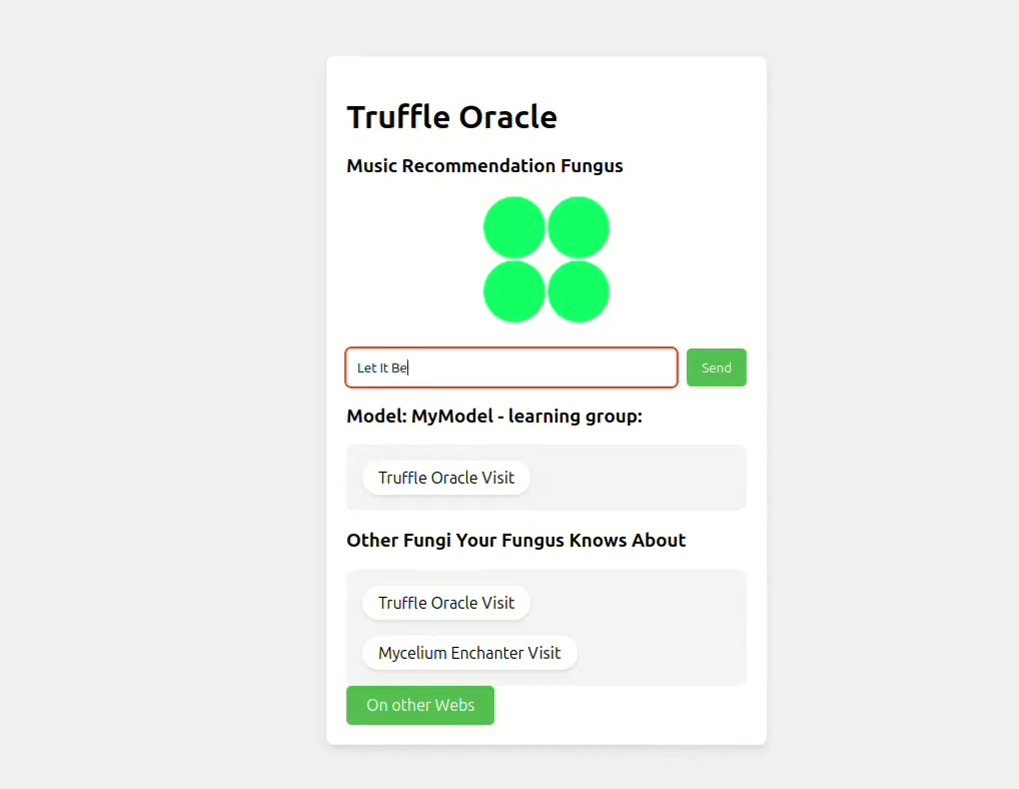 Truffle Oracle
Music Recommendation Fungus
Let It Be
Send
Model: MyModel - learning group:
Truffle Oracle Visit
Other Fungi Your Fungus Knows About
Truffle Oracle Visit
Mycelium Enchanter Visit
On other Webs